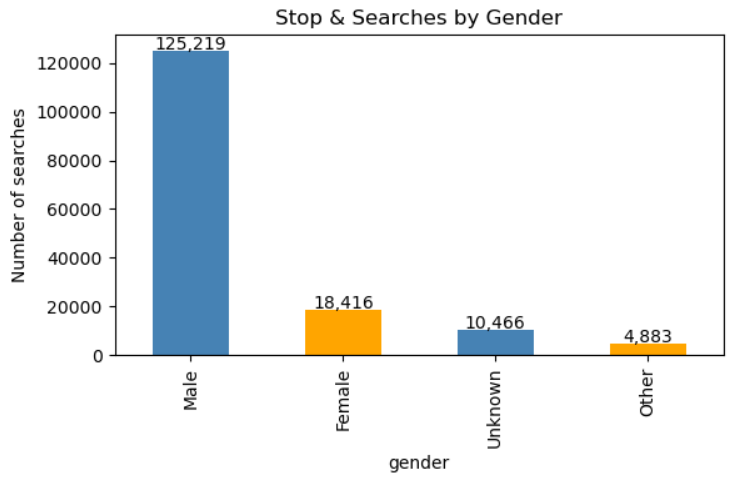 Stop & Searches by Gender
Number of searches
120000
100000
80000
60000
40000
20000
0
125,219
18,416
10,466
4,883
Male
Female
Unknown
Other
gender